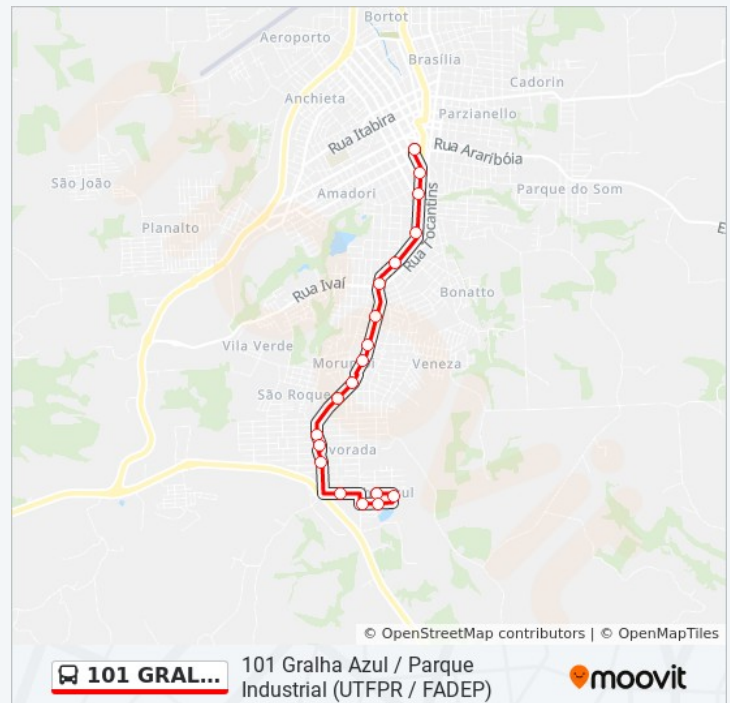 Bortot
Aeroporto
Brasília
Cadorin
Anchieta
Parzianello
Rua Itabira
Rua Araribóia
São João
Parque do Som
Amadori
Planalto
Rua Tocantins
E
Rua Ivaí
Bonatto
Vila Verde
Veneza
São Roque
© OpenStreetMap contributors | © OpenMapTiles
101 GRAL...
101 Gralha Azul / Parque
Industrial (UTFPR / FADEP)
moovit